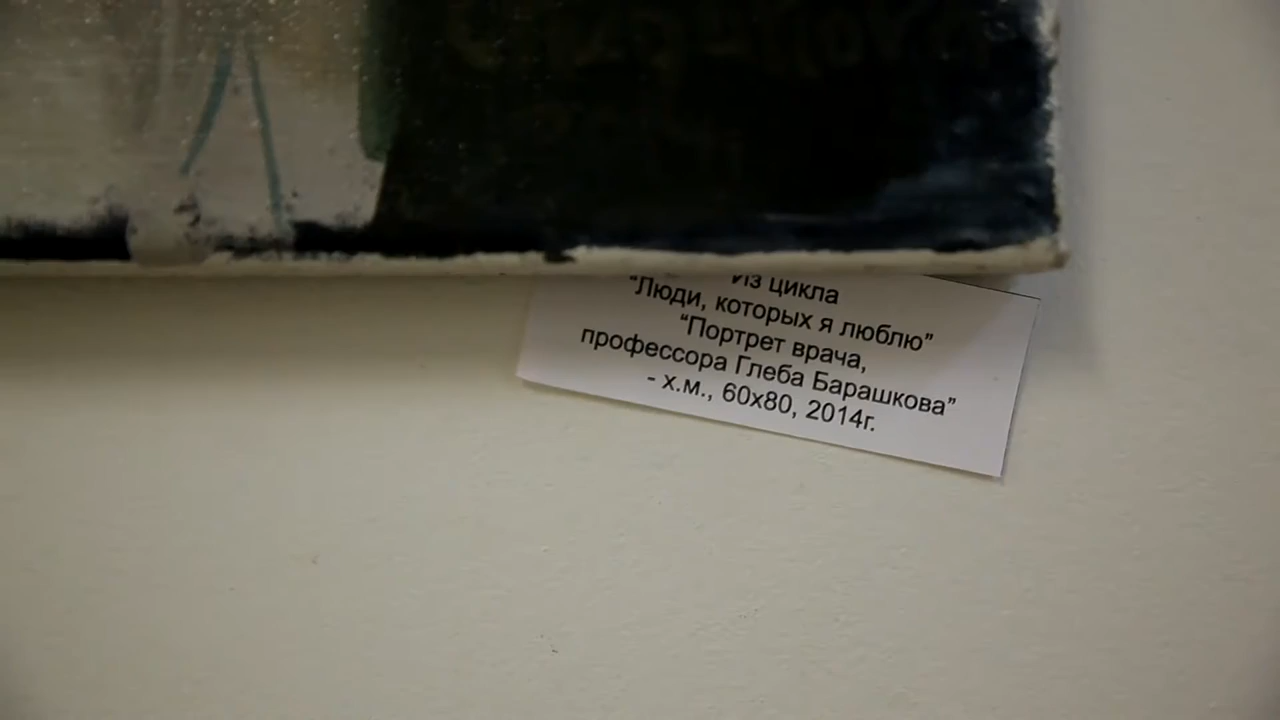 Из цикла
“Люди, которых я люблю”
“Портрет врача,
профессора Глеба Барашкова”
- х.м., 60х80, 2014г.